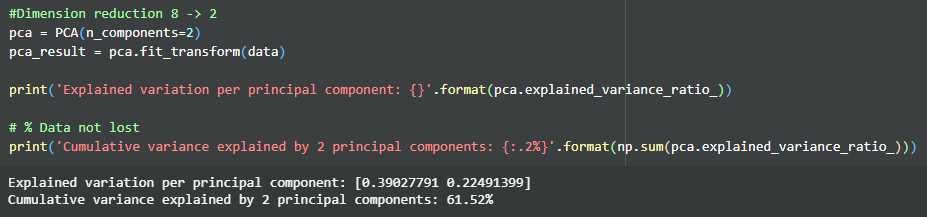 #Dimension reduction 8 -> 2
pca = PCA(n_components=2)
pca_result = pca.fit_transform(data)
print('Explained variation per principal component: {}'.format(pca.explained_variance_ratio_))
# % Data not lost
print('Cumulative variance explained by 2 principal components: {:.2%}'.format(np.sum(pca.explained_variance_ratio_)))
Explained variation per principal component: [0.39027791 0.22491399]
Cumulative variance explained by 2 principal components: 61.52%